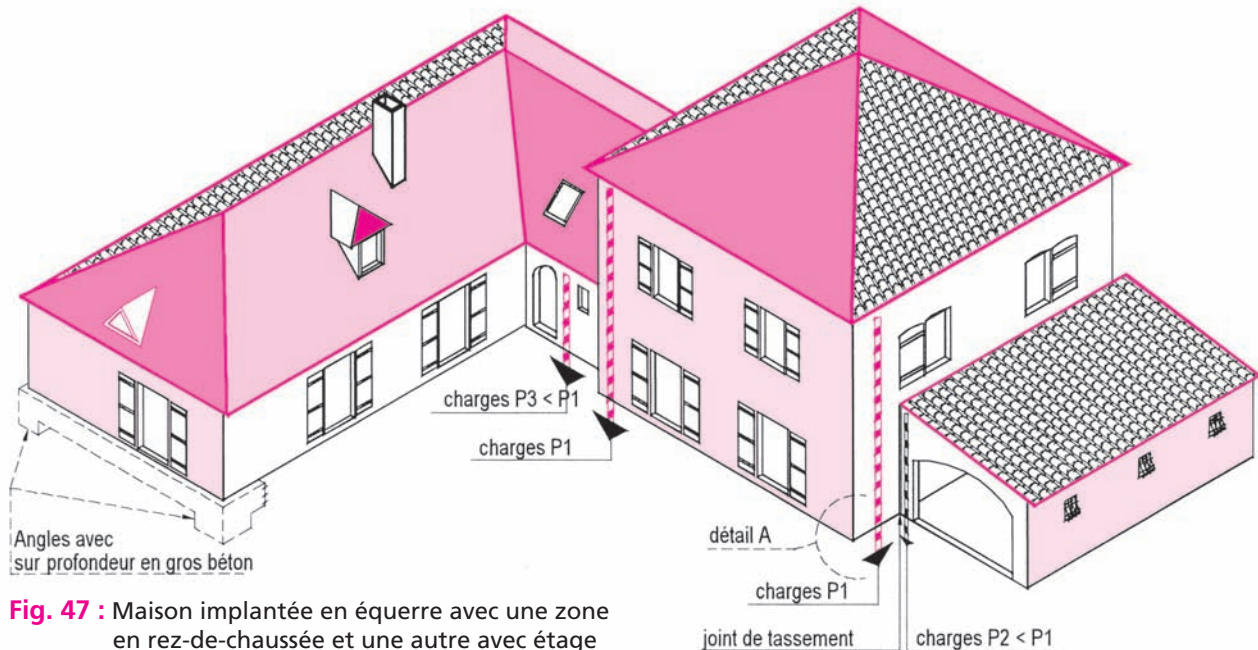 charges P3 < P1
charges P1
Angles avec
sur profondeur en gros béton
détail A
charges P1
joint de tassement
charges P2 < P1
Fig. 47 : Maison implantée en équerre avec une zone
en rez-de-chaussée et une autre avec étage